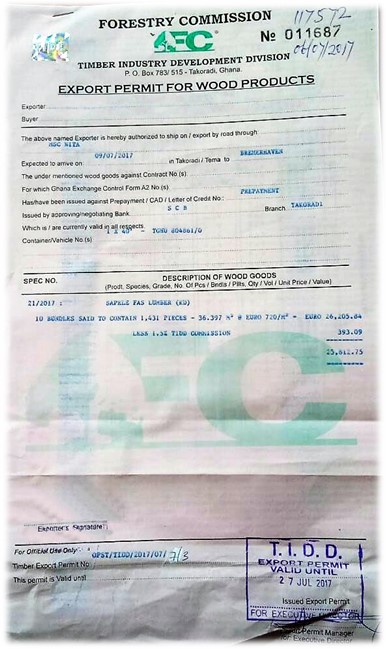 FORESTRY COMMISSION
117572
FC
№ 011687
06/07/2017
TIMBER INDUSTRY DEVELOPMENT DIVISION
P. O. Box 783/ 515 - Takoradi, Ghana.
EXPORT PERMIT FOR WOOD PRODUCTS
Exporter
Buyer
The above named Exporter is hereby authorized to ship on / export by road through
MSC NITA
Expected to arrive on 09/07/2017 in Takoradi / Tema to BREMERHAVEN
The under mentioned wood goods against Contract No.(s)
For which Ghana Exchange Control Form A2 No.(s)
Has/have been issued against Prepayment / CAD / Letter of Credit No.: PREPAYMENT
Issued by approving/negotiating Bank S C B Branch TAKORADI
Which is / are currently valid in all respects
Container/Vehicle No.(s) 1 X 40' - TGHU 804861/0
SPEC NO. DESCRIPTION OF WOOD GOODS
(Prodt, Species, Grade, No. Of Pcs / Bndls / Pllts, Qty / Vol / Unit Price / Value)
21/2017 : SAPELE FAS LUMBER (KD)
10 BUNDLES SAID TO CONTAIN 1,431 PIECES - 36.397 M³ @ EURO 720/M³ - EURO 26,205.84
LESS 1.5% TIDD COMMISSION 393.09
25,812.75
FC
Exporter's Signature:
For Official Use Only
Timber Export Permit No. OPST/TIDD/2017/07/
This permit is Valid until
T. I. D. D.
EXPORT PERMIT
VALID UNTIL
27 JUL 2017
Issued Export Permit
FOR EXECUTIVE DIRECTOR
Permit Manager
for: Executive Director